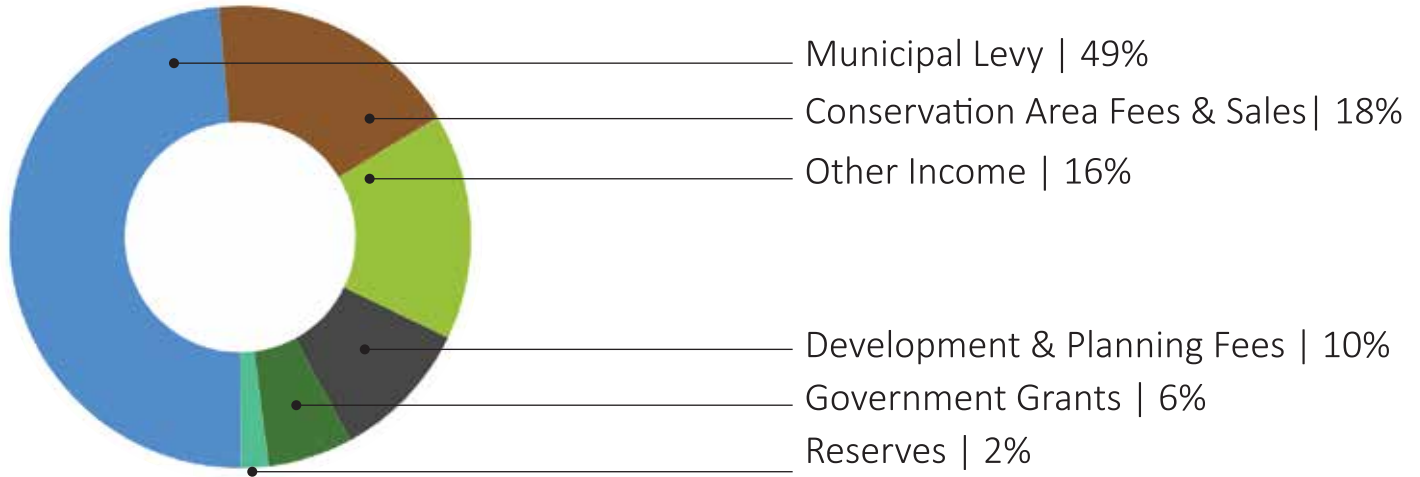 Municipal Levy | 49%
Conservation Area Fees & Sales| 18%
Other Income | 16%
Development & Planning Fees | 10%
Government Grants | 6%
Reserves | 2%